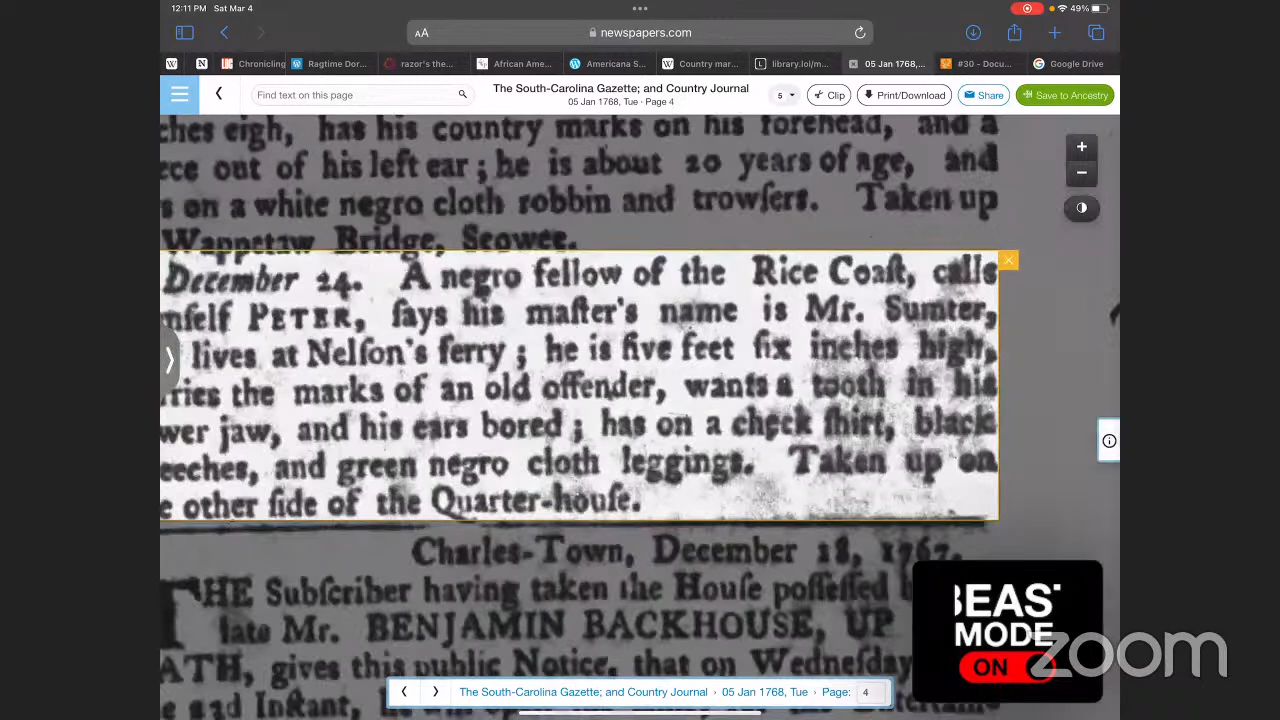 12:11 PM Sat Mar 4
49%
AA newspapers.com
W N Chronicling Ragtime Dor... razor's the... African Ame... Americana S... Country mar... library.lol/m... 05 Jan 1768,... #30 - Docu... Google Drive
Find text on this page
The South-Carolina Gazette; and Country Journal
05 Jan 1768, Tue · Page 4
5
Clip
Print/Download
Share
Save to Ancestry
ches eigh, has his country marks on his forehead, and a
ece out of his left ear; he is about 20 years of age, and
s on a white negro cloth robbin and trowſers. Taken up
Wappetaw Bridge, Seowee.
December 24. A negro fellow of the Rice Coaſt, calls
mſelf PETER, ſays his maſter's name is Mr. Sumter,
lives at Nelſon's ferry; he is five feet ſix inches high,
rries the marks of an old offender, wants a tooth in his
wer jaw, and his ears bored; has on a check ſhirt, black
eeches, and green negro cloth leggings. Taken up on
e other ſide of the Quarter-houſe.
Charles-Town, December 18, 1767.
THE Subſcriber having taken the Houſe poſſeſſed
late Mr. BENJAMIN BACKHOUSE, UP
ATH, gives this public Notice, that on Wedneſday
Inſtant,
BEAST
MODE
ON
zoom
The South-Carolina Gazette; and Country Journal › 05 Jan 1768, Tue › Page: 4